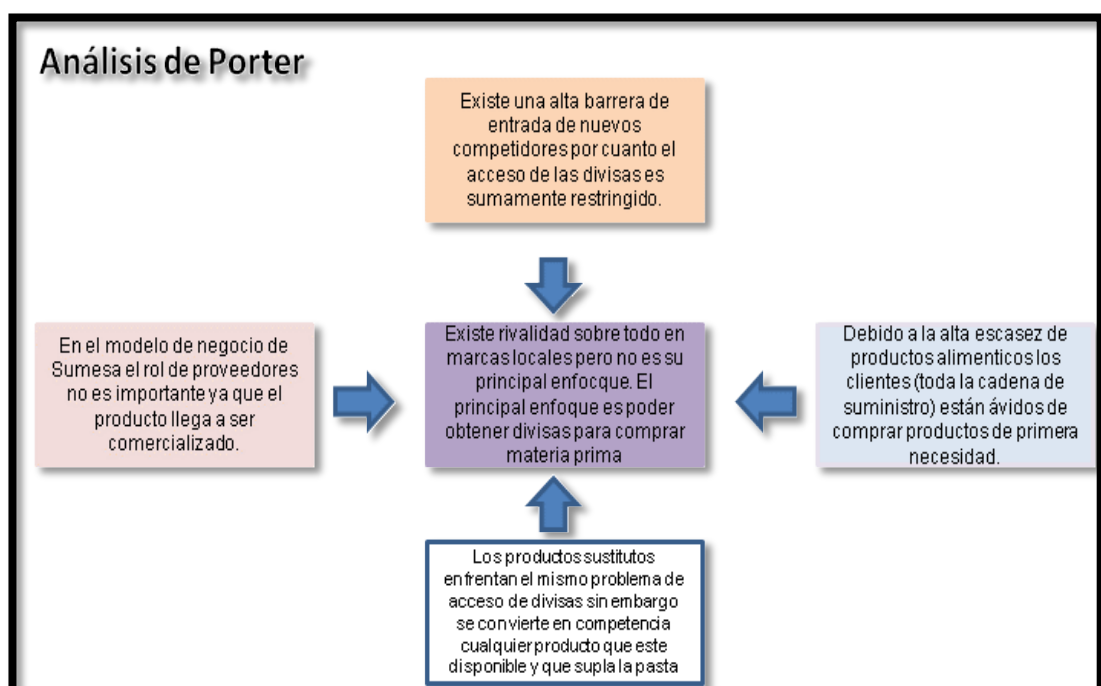 Análisis de Porter
Existe una alta barrera de
entrada de nuevos
competidores por cuanto el
acceso de las divisas es
sumamente restringido.
En el modelo de negocio de
Sumesa el rol de proveedores
no es importante ya que el
producto llega a ser
comercializado.
Existe rivalidad sobre todo en
marcas locales pero no es su
principal enfocque. El
principal enfoque es poder
obtener divisas para comprar
materia prima
Debido a la alta escasez de
productos alimenticos los
clientes (toda la cadena de
suministro) están ávidos de
comprar productos de primera
necesidad.
Los productos sustitutos
enfrentan el mismo problema de
acceso de divisas sin embargo
se convierte en competencia
cualquier producto que este
disponible y que supla la pasta